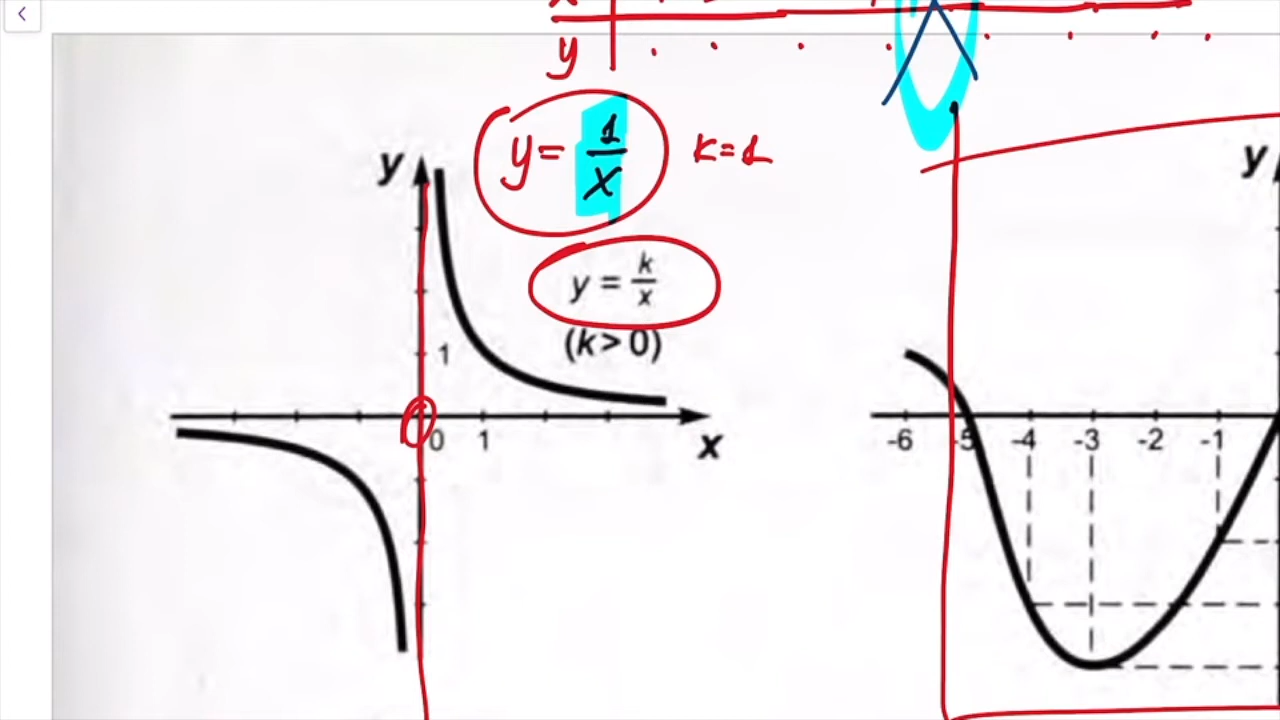 x
y
y = 1/x K=1
y
y
1
y = k/x
(k > 0)
0 1
x
-6 -5 -4 -3 -2 -1